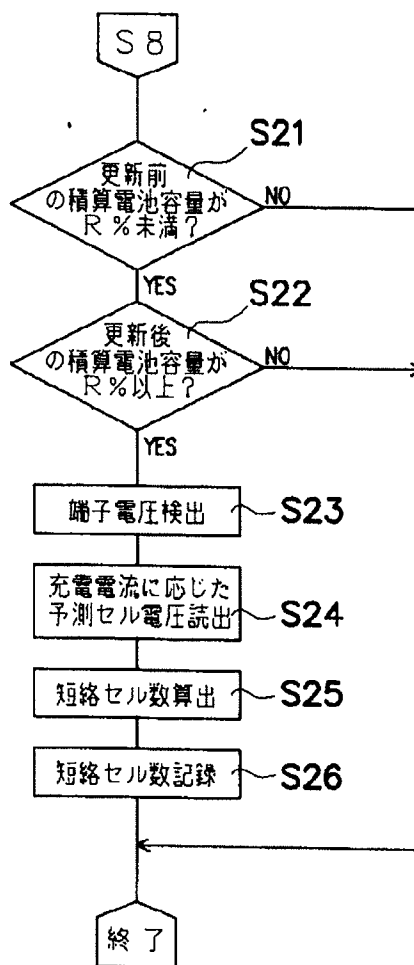 S8
S21
更新前
の積算電池容量が
R%未満?
NO
YES
S22
更新後
の積算電池容量が
R%以上?
NO
YES
端子電圧検出
S23
充電電流に応じた
予測セル電圧読出
S24
短絡セル数算出
S25
短絡セル数記録
S26
終了